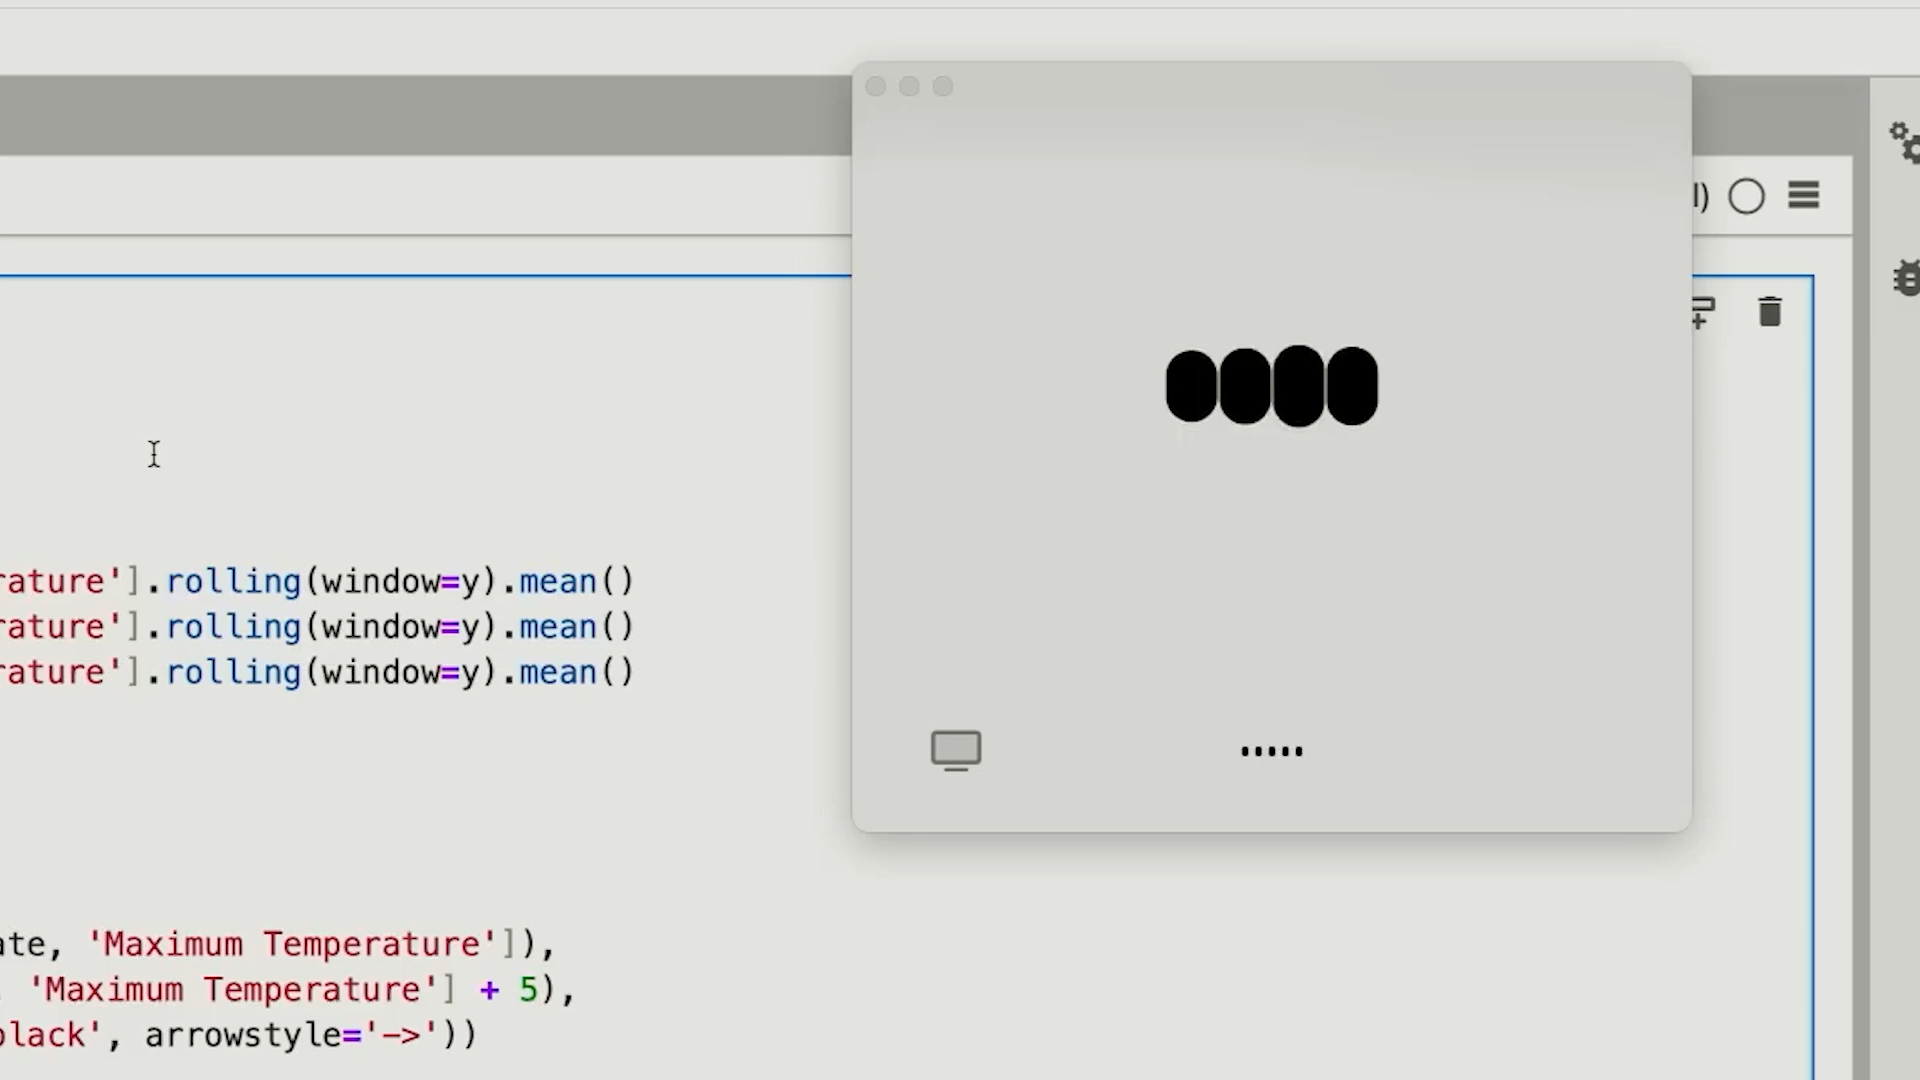 l)
rature'].rolling(window=y).mean()
rature'].rolling(window=y).mean()
rature'].rolling(window=y).mean()
ate, 'Maximum Temperature']),
'Maximum Temperature'] + 5),
black', arrowstyle='->'))